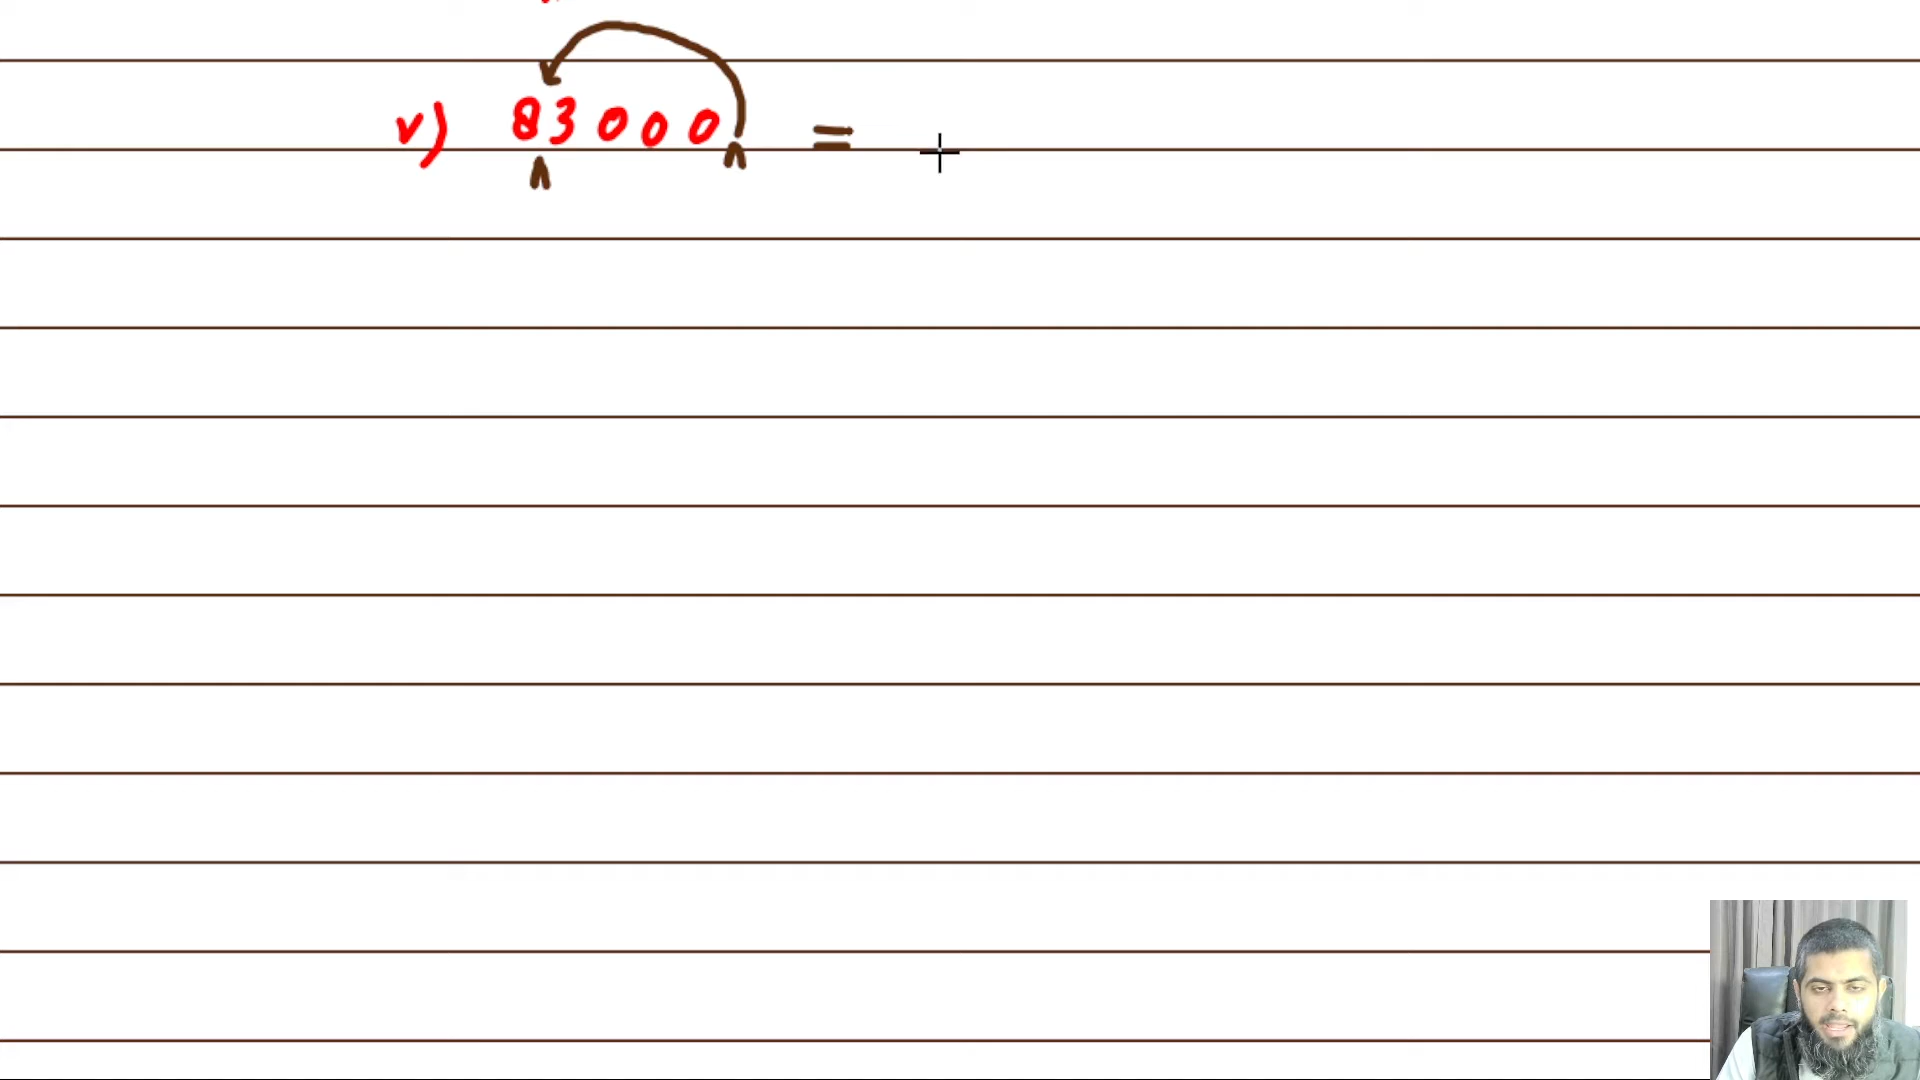 v) 83000. =